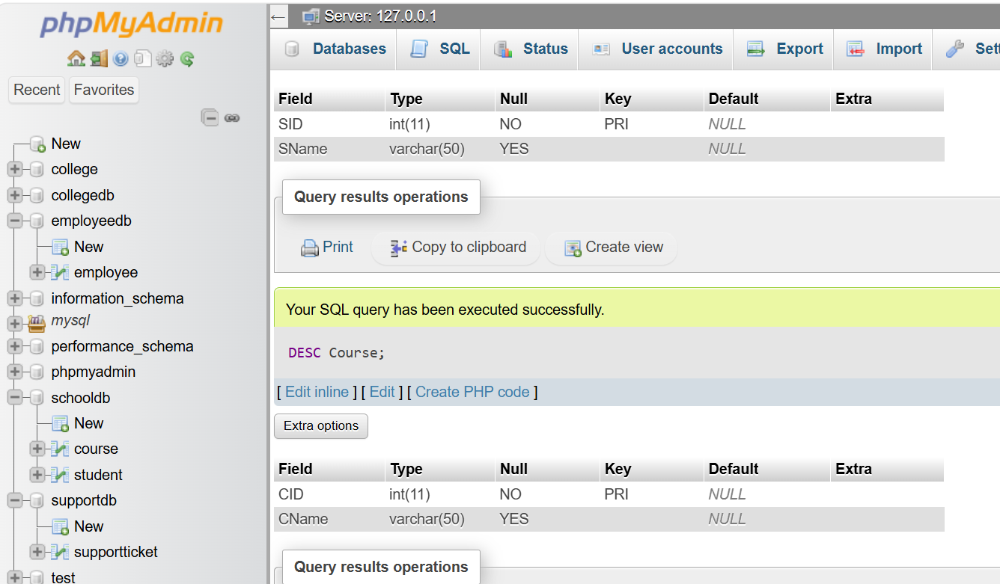 phpMyAdmin
Recent Favorites
New
college
collegedb
employeedb
New
employee
information_schema
mysql
performance_schema
phpmyadmin
schooldb
New
course
student
supportdb
New
supportticket
test
← Server: 127.0.0.1
Databases SQL Status User accounts Export Import Sett
Field Type Null Key Default Extra
SID int(11) NO PRI NULL
SName varchar(50) YES NULL
Query results operations
Print Copy to clipboard Create view
Your SQL query has been executed successfully.
DESC Course;
[ Edit inline ] [ Edit ] [ Create PHP code ]
Extra options
Field Type Null Key Default Extra
CID int(11) NO PRI NULL
CName varchar(50) YES NULL
Query results operations